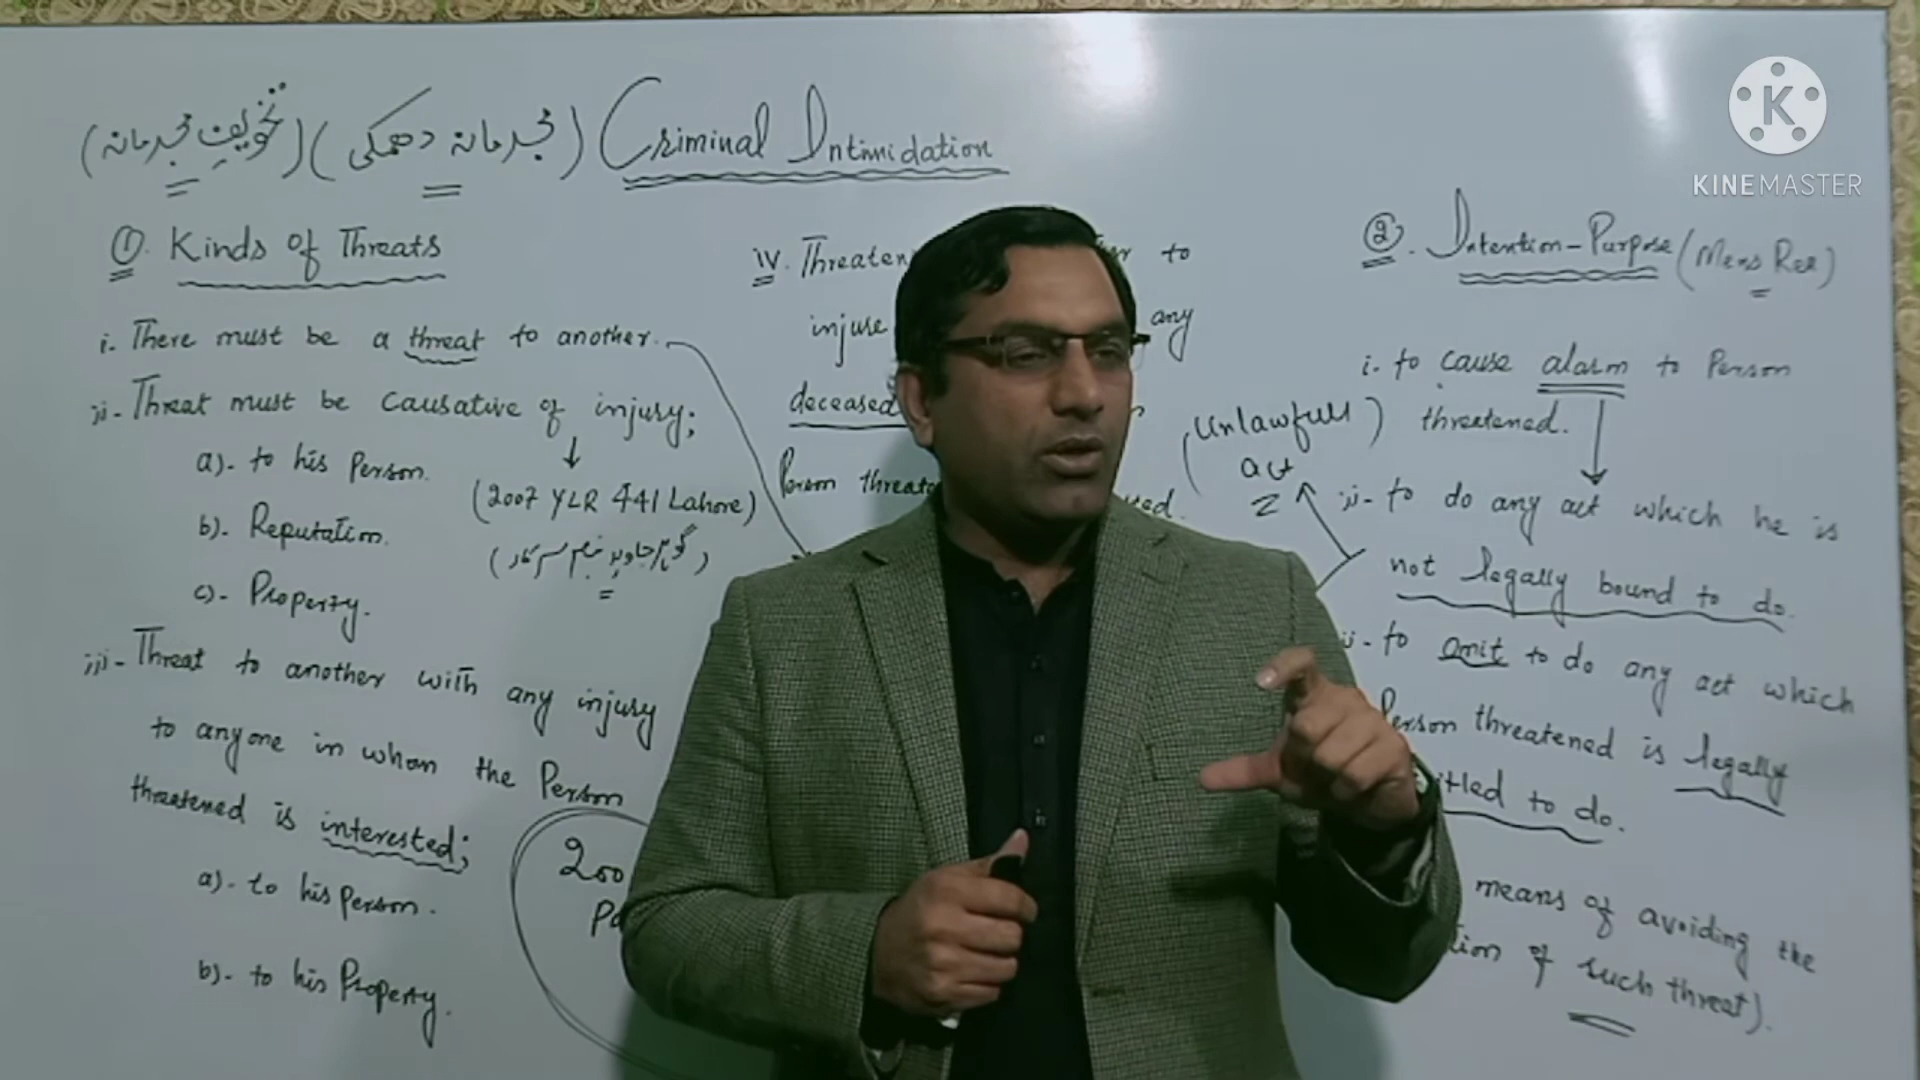 (تخویفِ مجرمانہ) (مجرمانہ دھمکی) Criminal Intimidation
KINEMASTER
①. Kinds of Threats
i. There must be a threat to another.
ii- Threat must be causative of injury;
a)- to his Person.
b)- Reputation.
c)- Property.
(2007 YLR 441 Lahore)
iii- Threat to another with any injury
to anyone in whom the Person
threatened is interested;
a)- to his person.
b)- to his Property.
200
iv. to
injure any
deceased
Person
②. Intention-Purpose (Mens Rea)
i. to cause alarm to Person
threatened.
(Unlawfull)
act
ii- to do any act which he is
not legally bound to do.
to omit to do any act which
Person threatened is legally
to do.
means of avoiding the
of such threat).